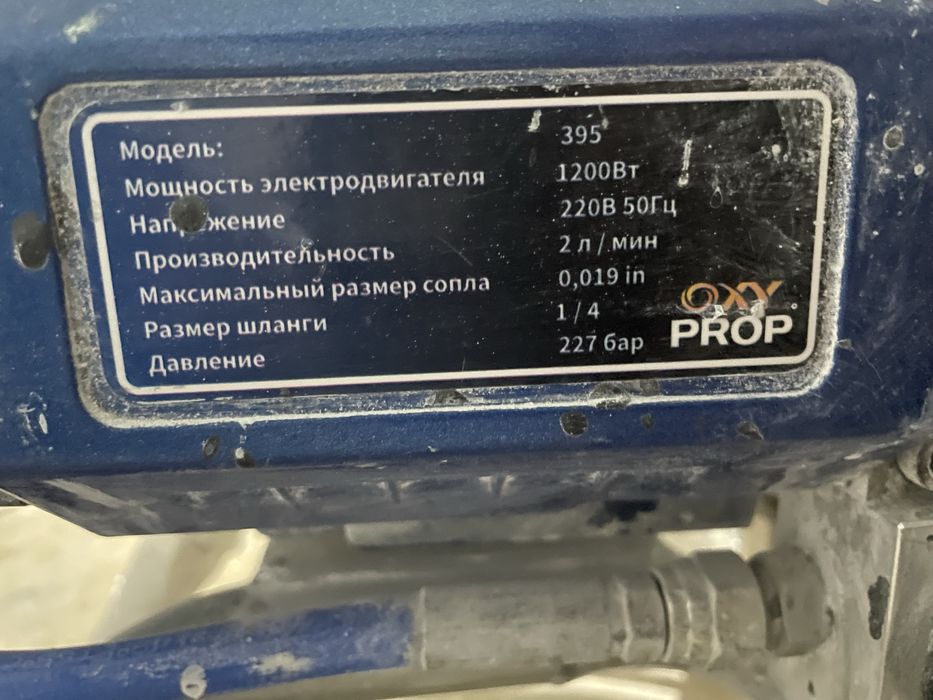 Модель: 395
Мощность электродвигателя 1200Вт
220В 50Гц
Производительность 2 л / мин
Максимальный размер сопла 0,019 in
Размер шланги 1 / 4
Давление 227 бар
OXY
PROP